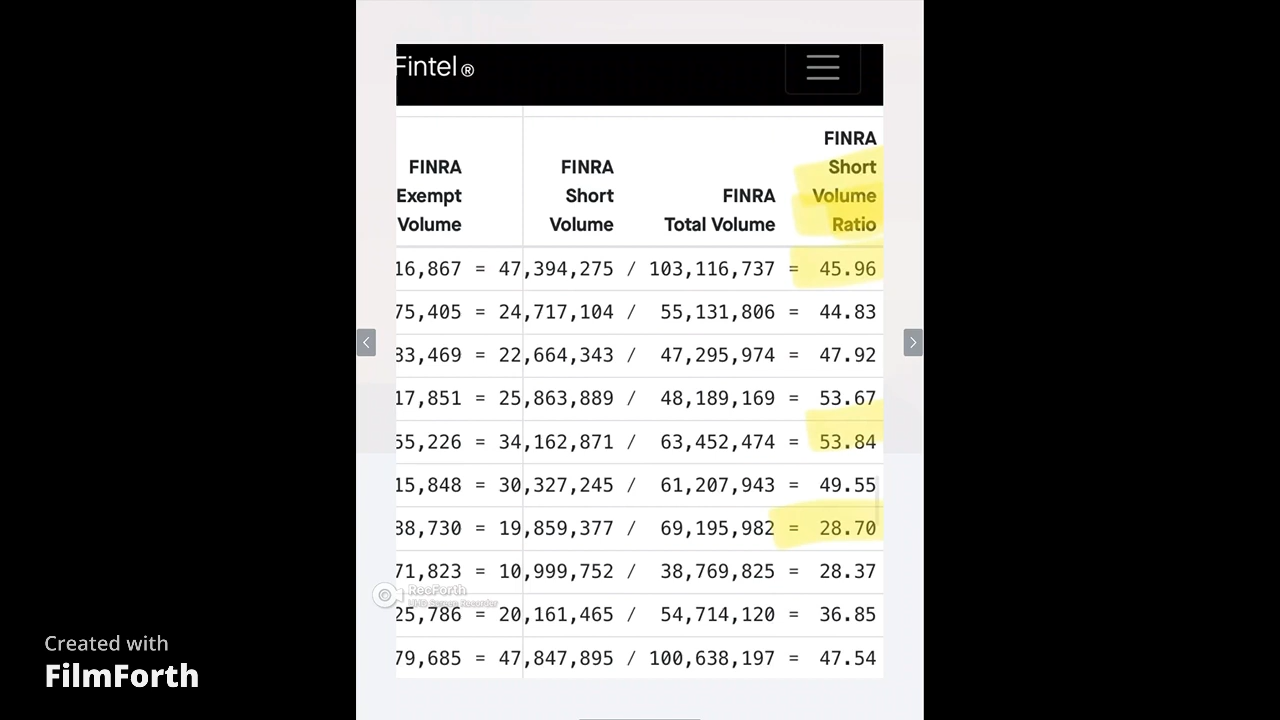 Fintel®
FINRA Exempt Volume
FINRA Short Volume
FINRA Total Volume
FINRA Short Volume Ratio
16,867 = 47,394,275 / 103,116,737 = 45.96
75,405 = 24,717,104 / 55,131,806 = 44.83
83,469 = 22,664,343 / 47,295,974 = 47.92
17,851 = 25,863,889 / 48,189,169 = 53.67
55,226 = 34,162,871 / 63,452,474 = 53.84
15,848 = 30,327,245 / 61,207,943 = 49.55
88,730 = 19,859,377 / 69,195,982 = 28.70
71,823 = 10,999,752 / 38,769,825 = 28.37
RecForth
UHD Screen Recorder
25,786 = 20,161,465 / 54,714,120 = 36.85
79,685 = 47,847,895 / 100,638,197 = 47.54
Created with
FilmForth